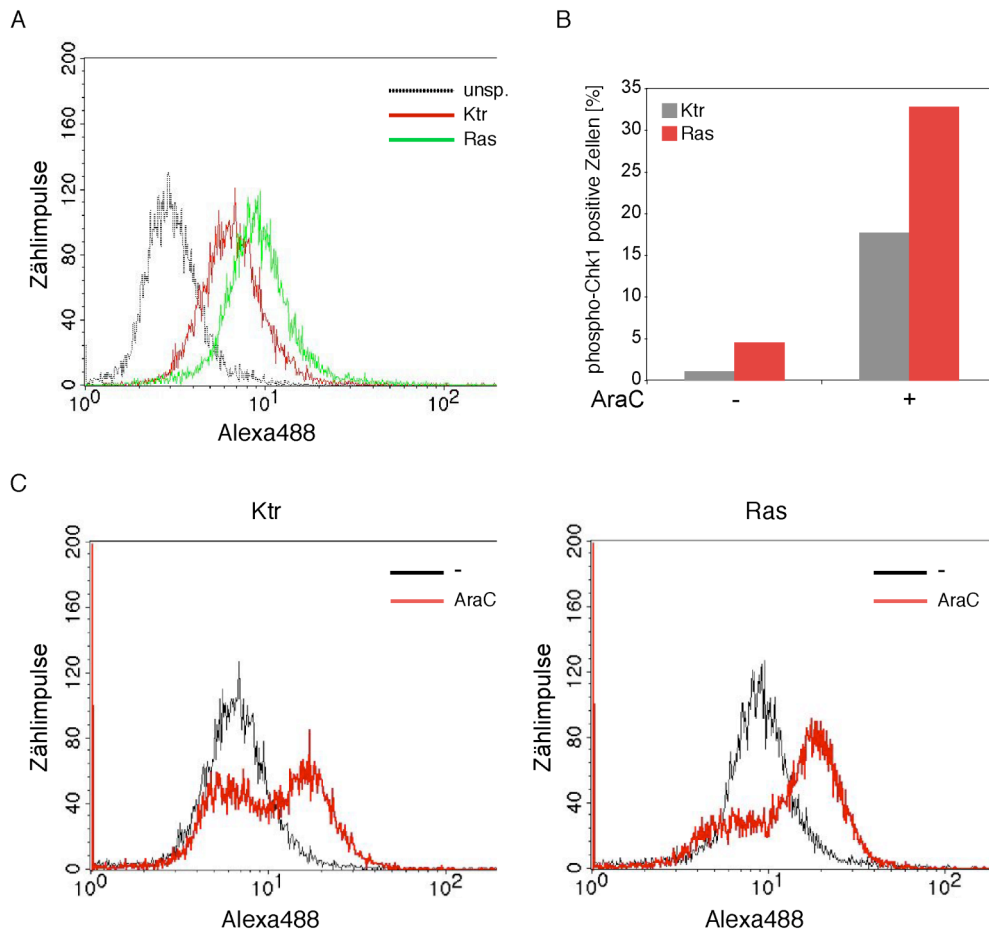 A
200
160
120
80
40
0
Zählimpulse
unsp.
Ktr
Ras
10⁰ 10¹ 10²
Alexa488
B
35
30
25
20
15
10
5
0
phospho-Chk1 positive Zellen [%]
Ktr
Ras
AraC - +
C
Ktr
200
160
120
80
40
0
Zählimpulse
-
AraC
10⁰ 10¹ 10²
Alexa488
Ras
200
160
120
80
40
0
Zählimpulse
-
AraC
10⁰ 10¹ 10²
Alexa488